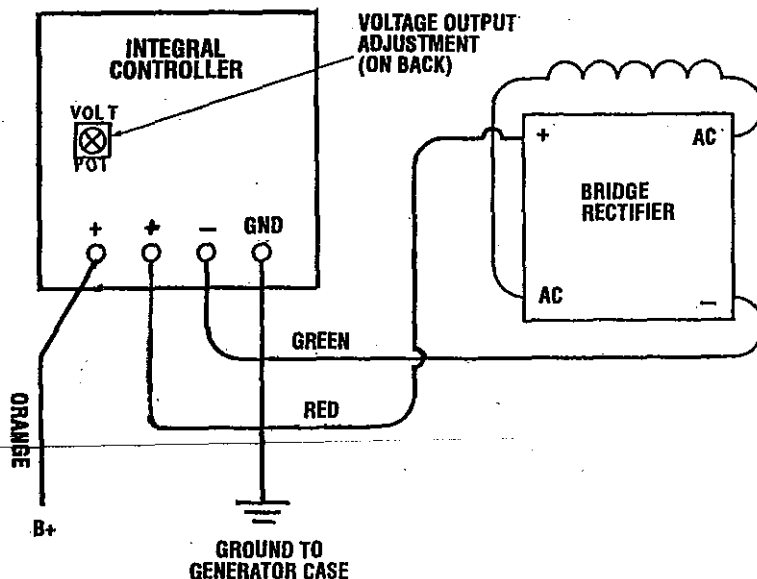 INTEGRAL
CONTROLLER
VOLTAGE OUTPUT
ADJUSTMENT
(ON BACK)
VOLT
POT
+ + − GND
+ AC
BRIDGE
RECTIFIER
AC −
GREEN
RED
ORANGE
B+
GROUND TO
GENERATOR CASE